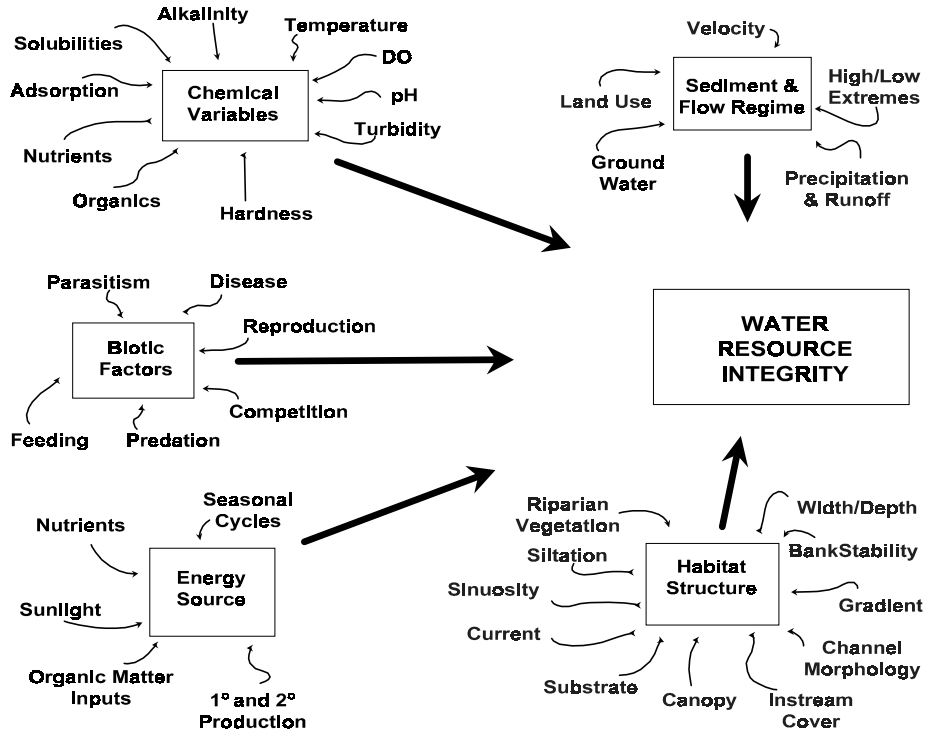 Alkalinity
Temperature
Solubilities
DO
Adsorption
Chemical
Variables
pH
Turbidity
Nutrients
Organics
Hardness
Velocity
Sediment &
Flow Regime
High/Low
Extremes
Land Use
Ground
Water
Precipitation
& Runoff
Parasitism
Disease
Reproduction
Biotic
Factors
Competition
Feeding
Predation
WATER
RESOURCE
INTEGRITY
Seasonal
Cycles
Nutrients
Energy
Source
Sunlight
Organic Matter
Inputs
1° and 2°
Production
Riparian
Vegetation
Width/Depth
Siltation
BankStability
Habitat
Structure
Sinuosity
Gradient
Current
Channel
Morphology
Substrate
Canopy
Instream
Cover